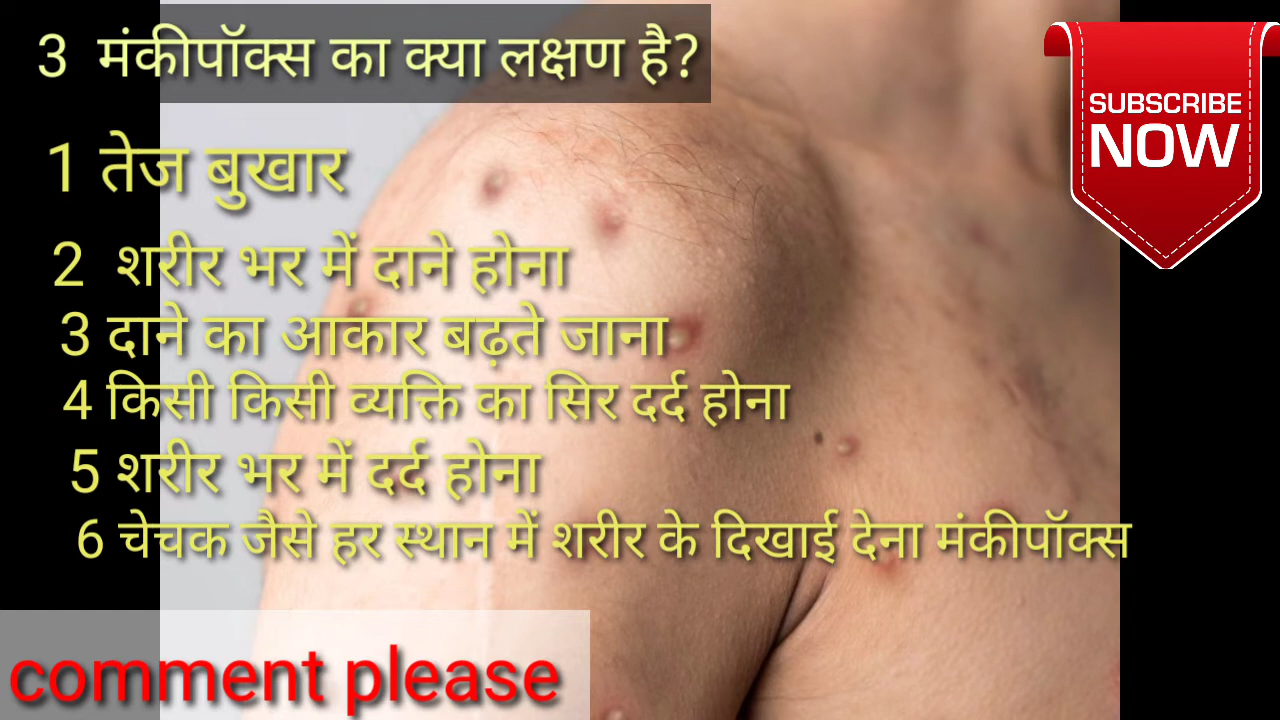 3 मंकीपॉक्स का क्या लक्षण है?
SUBSCRIBE
NOW
1 तेज बुखार
2 शरीर भर में दाने होना
3 दाने का आकार बढ़ते जाना
4 किसी किसी व्यक्ति का सिर दर्द होना
5 शरीर भर में दर्द होना
6 चेचक जैसे हर स्थान में शरीर के दिखाई देना मंकीपॉक्स
comment please